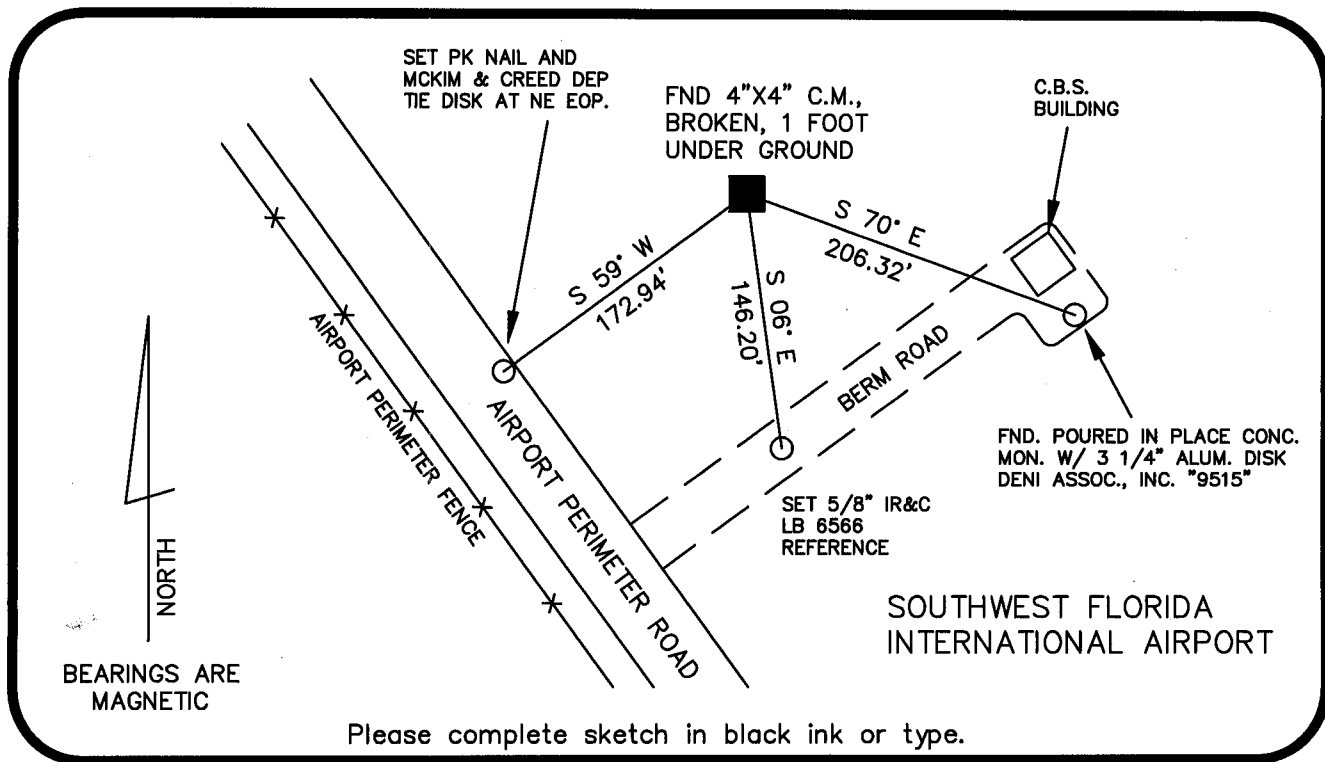 SET PK NAIL AND
MCKIM & CREED DEP
TIE DISK AT NE EOP.
FND 4"X4" C.M.,
BROKEN, 1 FOOT
UNDER GROUND
C.B.S.
BUILDING
S 59° W
172.94'
S 06° E
146.20'
S 70° E
206.32'
AIRPORT PERIMETER FENCE
AIRPORT PERIMETER ROAD
BERM ROAD
FND. POURED IN PLACE CONC.
MON. W/ 3 1/4" ALUM. DISK
DENI ASSOC., INC. "9515"
SET 5/8" IR&C
LB 6566
REFERENCE
NORTH
BEARINGS ARE
MAGNETIC
SOUTHWEST FLORIDA
INTERNATIONAL AIRPORT
Please complete sketch in black ink or type.